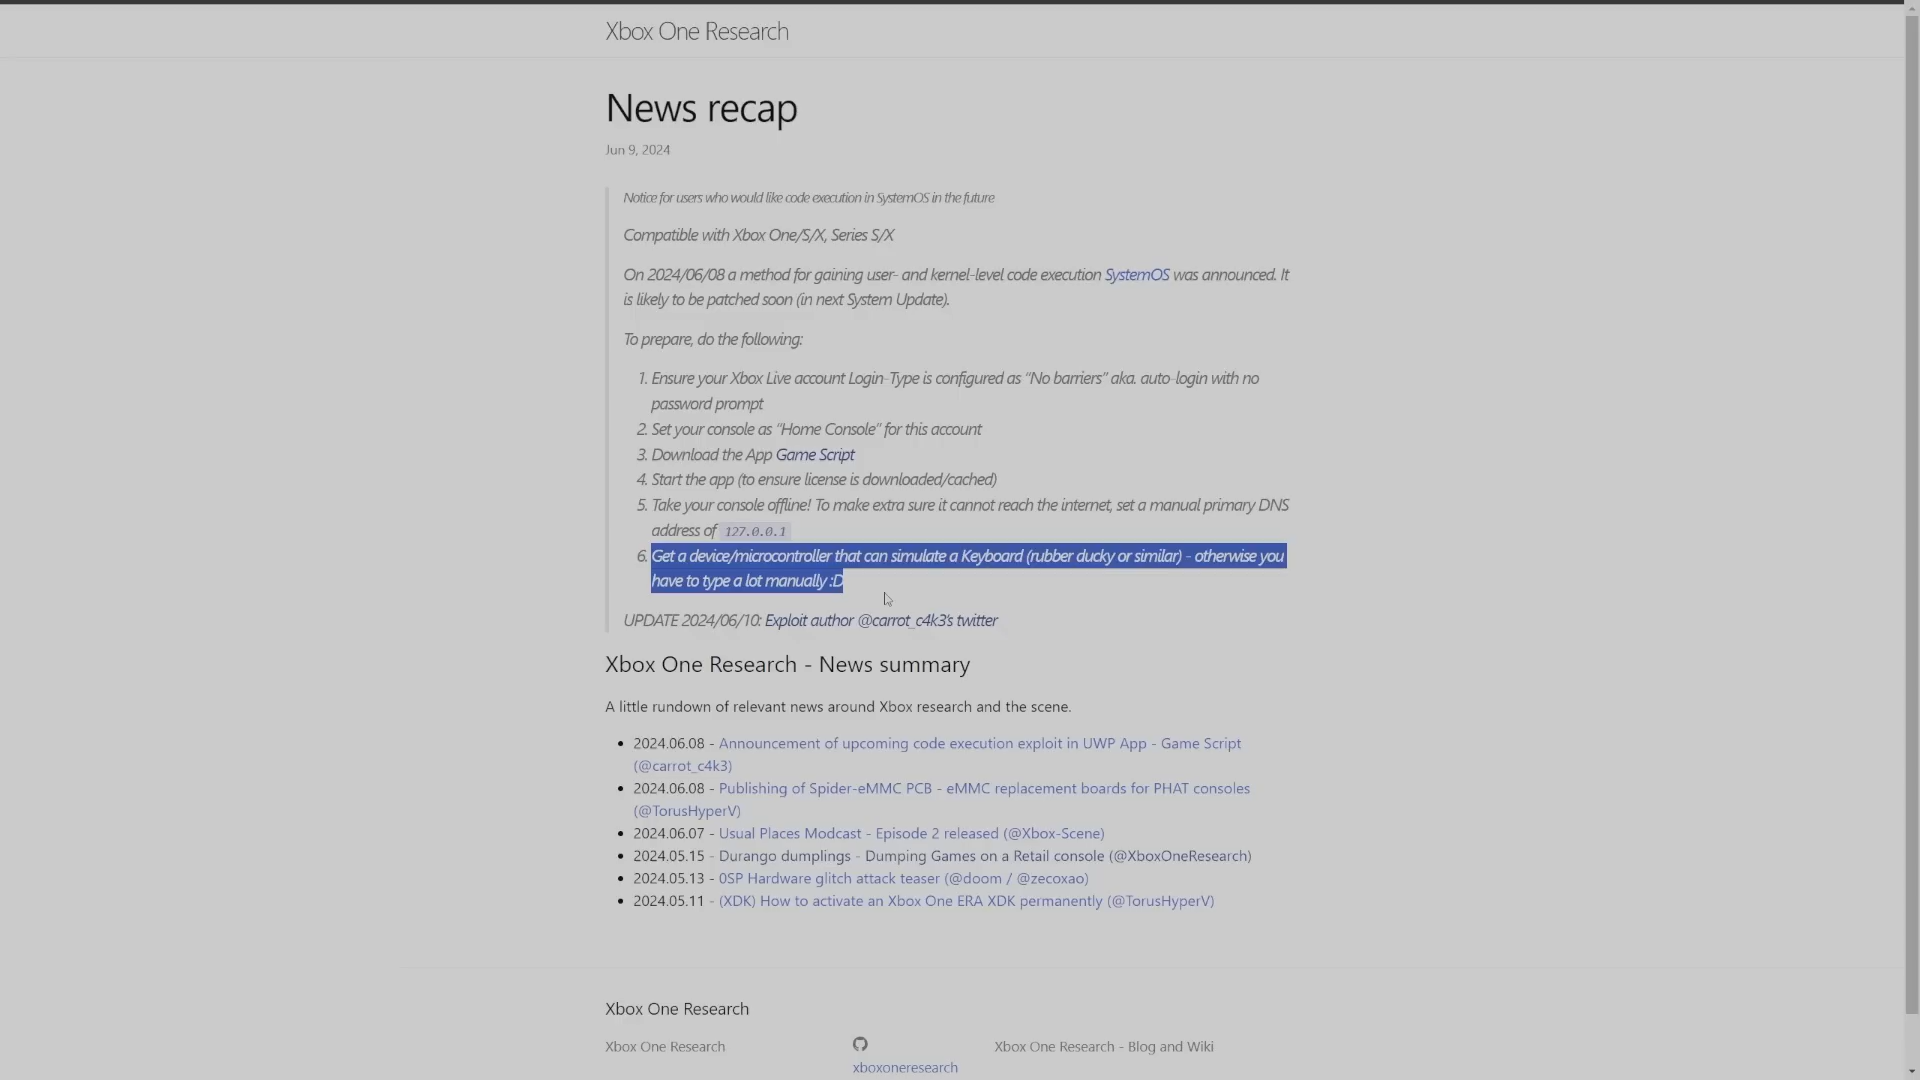 Xbox One Research
News recap
Jun 9, 2024
Notice for users who would like code execution in SystemOS in the future
Compatible with Xbox One/S/X, Series S/X
On 2024/06/08 a method for gaining user- and kernel-level code execution SystemOS was announced. It
is likely to be patched soon (in next System Update).
To prepare, do the following:
1. Ensure your Xbox Live account Login-Type is configured as “No barriers” aka. auto-login with no
password prompt
2. Set your console as “Home Console” for this account
3. Download the App Game Script
4. Start the app (to ensure license is downloaded/cached)
5. Take your console offline! To make extra sure it cannot reach the internet, set a manual primary DNS
address of 127.0.0.1
6. Get a device/microcontroller that can simulate a Keyboard (rubber ducky or similar) - otherwise you
have to type a lot manually :D
UPDATE 2024/06/10: Exploit author @carrot_c4k3’s twitter
Xbox One Research - News summary
A little rundown of relevant news around Xbox research and the scene.
• 2024.06.08 - Announcement of upcoming code execution exploit in UWP App - Game Script
(@carrot_c4k3)
• 2024.06.08 - Publishing of Spider-eMMC PCB - eMMC replacement boards for PHAT consoles
(@TorusHyperV)
• 2024.06.07 - Usual Places Modcast - Episode 2 released (@Xbox-Scene)
• 2024.05.15 - Durango dumplings - Dumping Games on a Retail console (@XboxOneResearch)
• 2024.05.13 - 0SP Hardware glitch attack teaser (@doom / @zecoxao)
• 2024.05.11 - (XDK) How to activate an Xbox One ERA XDK permanently (@TorusHyperV)
Xbox One Research
Xbox One Research
xboxoneresearch
Xbox One Research - Blog and Wiki